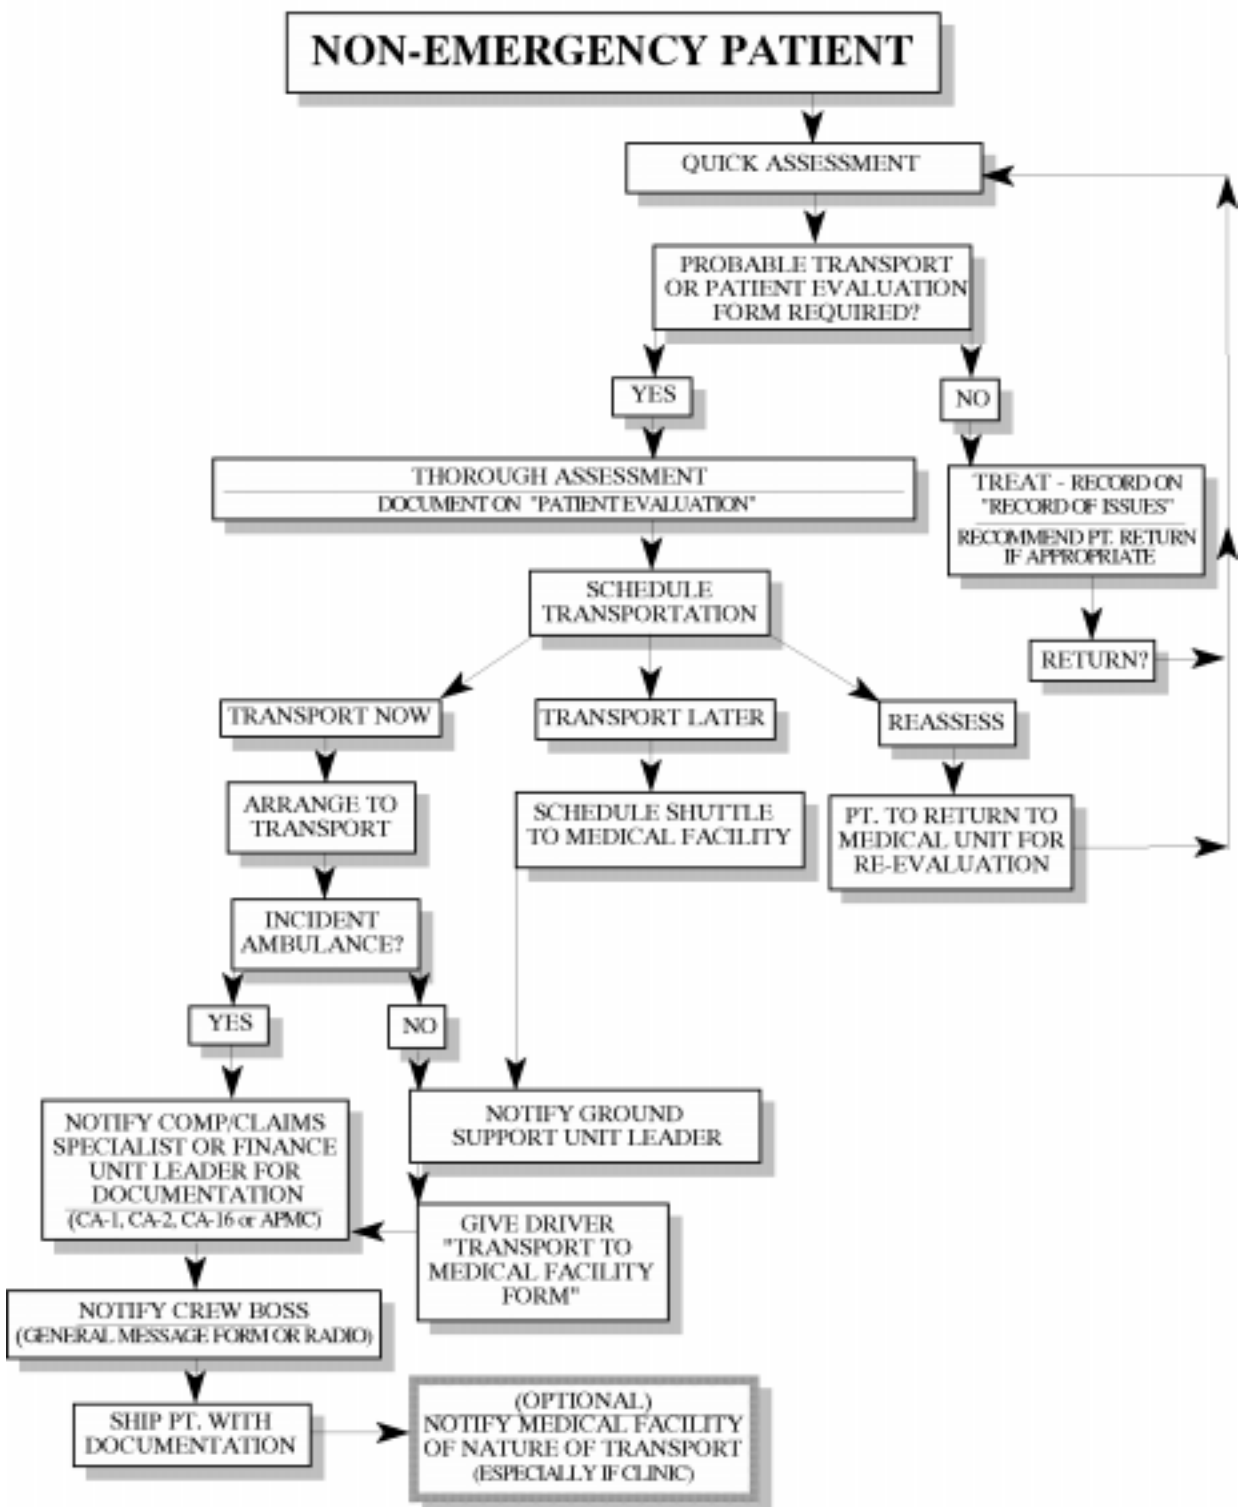 NON-EMERGENCY PATIENT
QUICK ASSESSMENT
PROBABLE TRANSPORT
OR PATIENT EVALUATION
FORM REQUIRED?
YES
NO
THOROUGH ASSESSMENT
DOCUMENT ON "PATIENT EVALUATION"
TREAT - RECORD ON
"RECORD OF ISSUES"
RECOMMEND PT. RETURN
IF APPROPRIATE
SCHEDULE
TRANSPORTATION
RETURN?
TRANSPORT NOW
TRANSPORT LATER
REASSESS
ARRANGE TO
TRANSPORT
SCHEDULE SHUTTLE
TO MEDICAL FACILITY
PT. TO RETURN TO
MEDICAL UNIT FOR
RE-EVALUATION
INCIDENT
AMBULANCE?
YES
NO
NOTIFY COMP/CLAIMS
SPECIALIST OR FINANCE
UNIT LEADER FOR
DOCUMENTATION
(CA-1, CA-2, CA-16 or APMC)
NOTIFY GROUND
SUPPORT UNIT LEADER
GIVE DRIVER
"TRANSPORT TO
MEDICAL FACILITY
FORM"
NOTIFY CREW BOSS
(GENERAL MESSAGE FORM OR RADIO)
SHIP PT. WITH
DOCUMENTATION
(OPTIONAL)
NOTIFY MEDICAL FACILITY
OF NATURE OF TRANSPORT
(ESPECIALLY IF CLINIC)